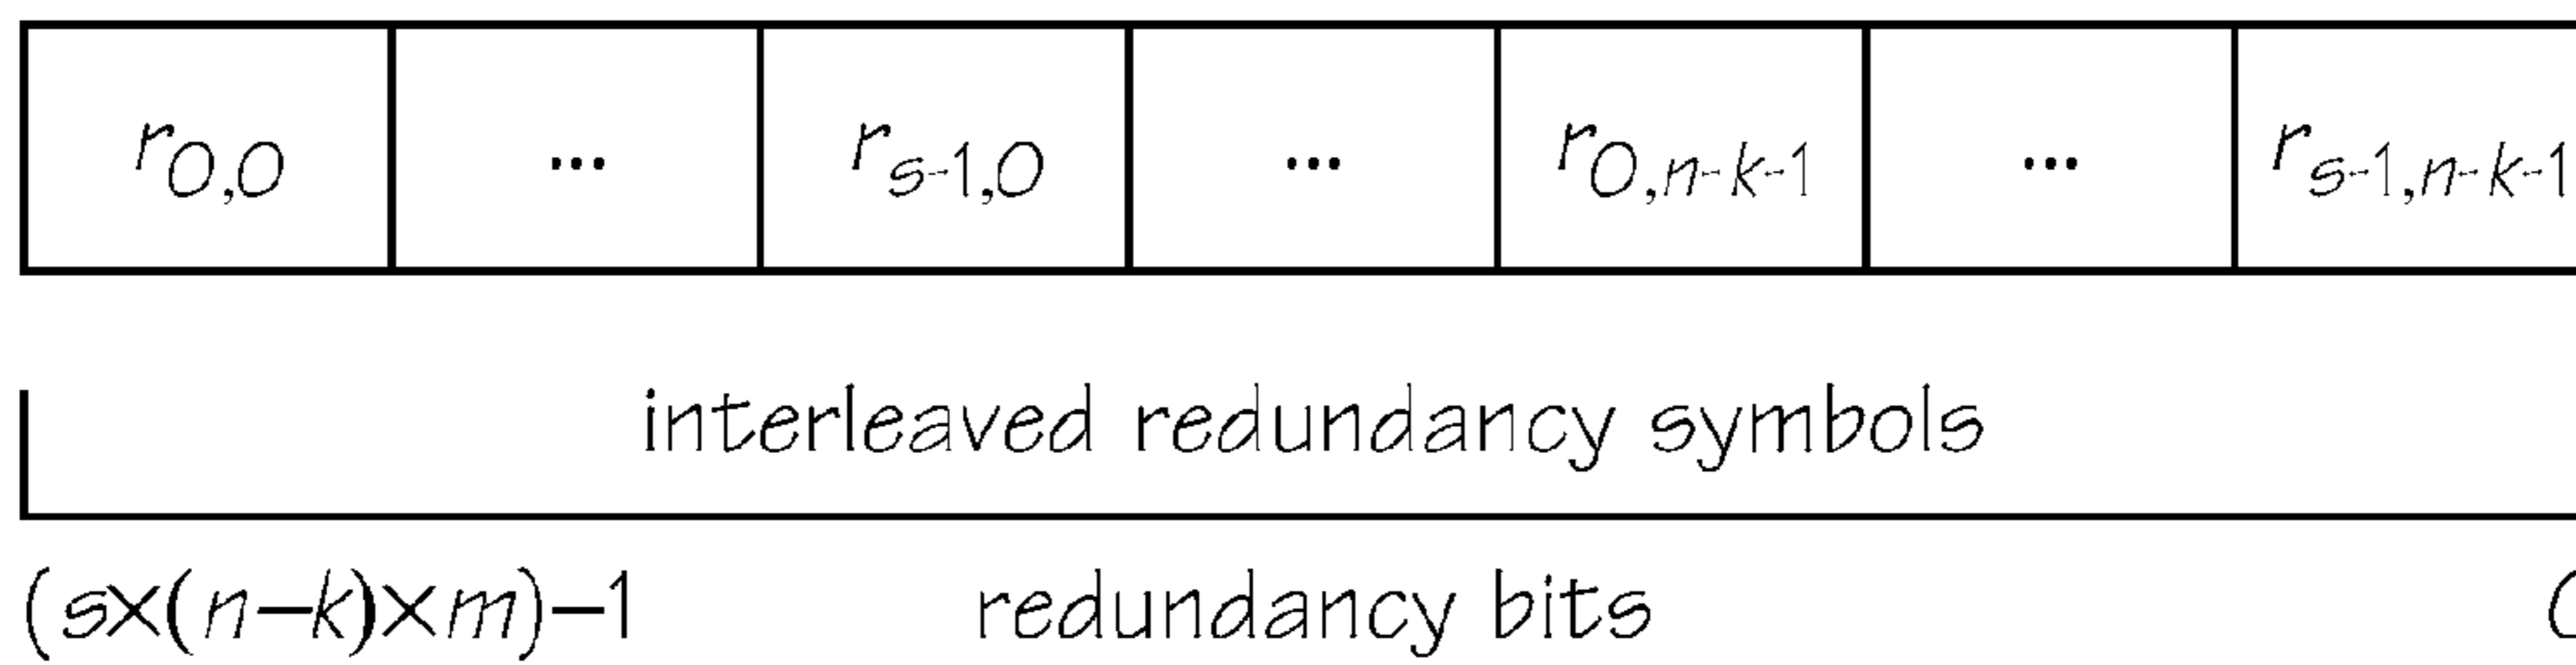 r0,0 ... rs-1,0 ... r0,n-k-1 ... rs-1,n-k-1
interleaved redundancy symbols
(s×(n–k)×m)–1 redundancy bits